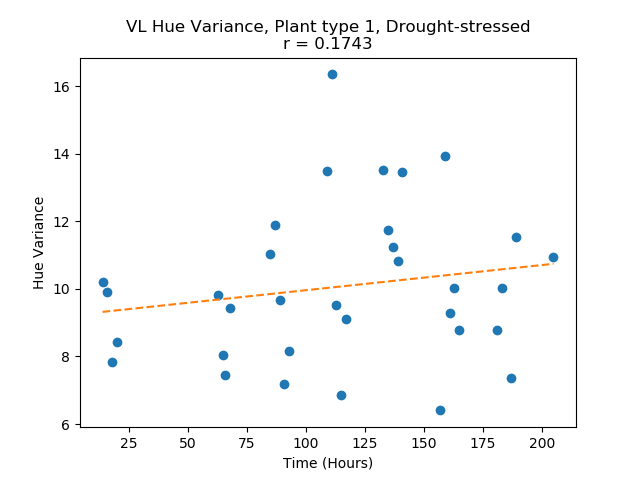 VL Hue Variance, Plant type 1, Drought-stressed
r = 0.1743
16
14
12
10
8
6
Hue Variance
25 50 75 100 125 150 175 200
Time (Hours)